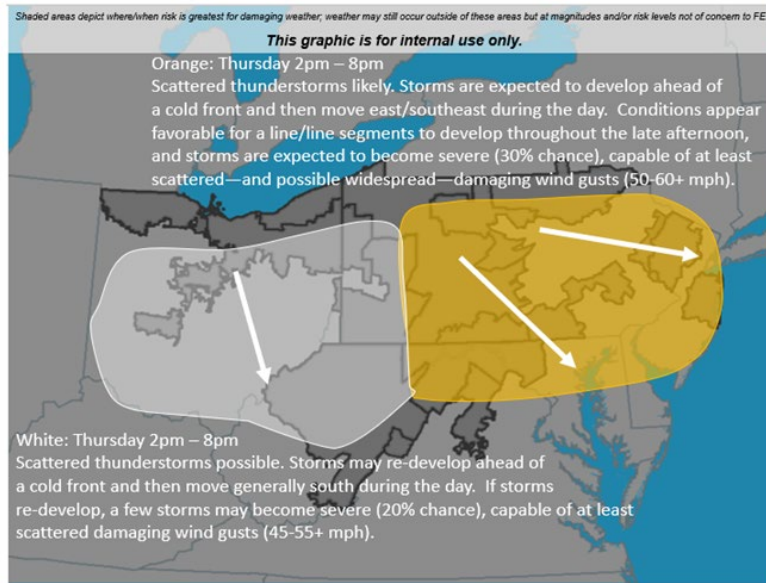 Shaded areas depict where/when risk is greatest for damaging weather; weather may still occur outside of these areas but at magnitudes and/or risk levels not of concern to FE
This graphic is for internal use only.
Orange: Thursday 2pm – 8pm
Scattered thunderstorms likely. Storms are expected to develop ahead of
a cold front and then move east/southeast during the day.  Conditions appear
favorable for a line/line segments to develop throughout the late afternoon,
and storms are expected to become severe (30% chance), capable of at least
scattered—and possible widespread—damaging wind gusts (50-60+ mph).
White: Thursday 2pm – 8pm
Scattered thunderstorms possible. Storms may re-develop ahead of
a cold front and then move generally south during the day.  If storms
re-develop, a few storms may become severe (20% chance), capable of at least
scattered damaging wind gusts (45-55+ mph).